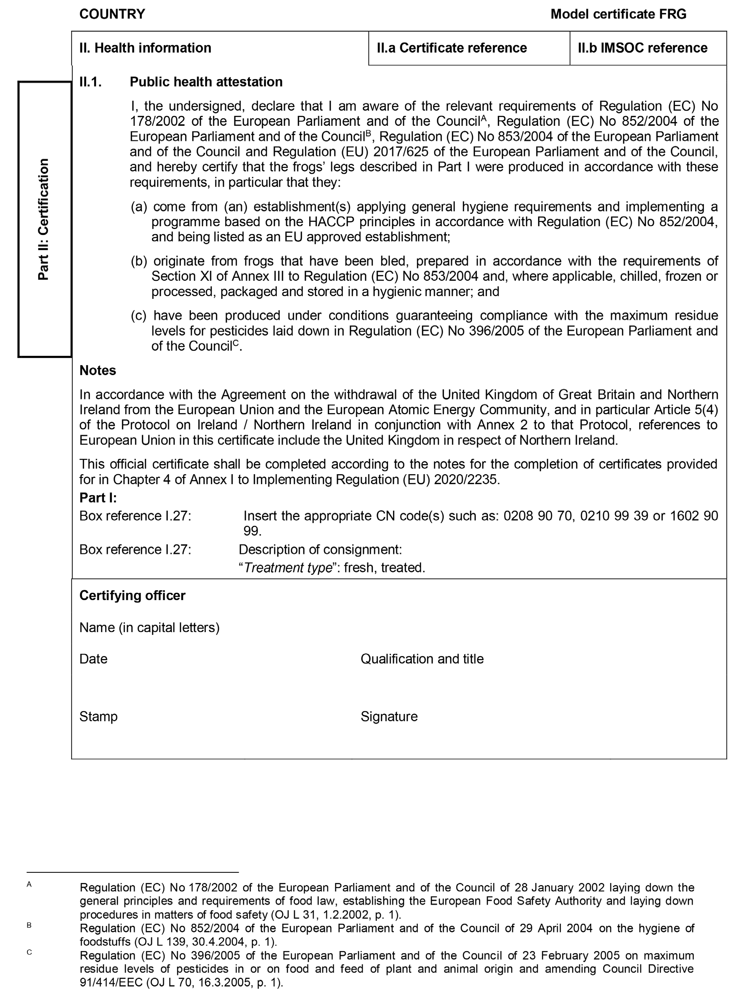 COUNTRY Model certificate FRG
II. Health information II.a Certificate reference II.b IMSOC reference
Part II: Certification
II.1. Public health attestation
I, the undersigned, declare that I am aware of the relevant requirements of Regulation (EC) No
178/2002 of the European Parliament and of the Councilᴬ, Regulation (EC) No 852/2004 of the
European Parliament and of the Councilᴮ, Regulation (EC) No 853/2004 of the European Parliament
and of the Council and Regulation (EU) 2017/625 of the European Parliament and of the Council,
and hereby certify that the frogs’ legs described in Part I were produced in accordance with these
requirements, in particular that they:
(a) come from (an) establishment(s) applying general hygiene requirements and implementing a
programme based on the HACCP principles in accordance with Regulation (EC) No 852/2004,
and being listed as an EU approved establishment;
(b) originate from frogs that have been bled, prepared in accordance with the requirements of
Section XI of Annex III to Regulation (EC) No 853/2004 and, where applicable, chilled, frozen or
processed, packaged and stored in a hygienic manner; and
(c) have been produced under conditions guaranteeing compliance with the maximum residue
levels for pesticides laid down in Regulation (EC) No 396/2005 of the European Parliament and
of the Councilꟲ.
Notes
In accordance with the Agreement on the withdrawal of the United Kingdom of Great Britain and Northern
Ireland from the European Union and the European Atomic Energy Community, and in particular Article 5(4)
of the Protocol on Ireland / Northern Ireland in conjunction with Annex 2 to that Protocol, references to
European Union in this certificate include the United Kingdom in respect of Northern Ireland.
This official certificate shall be completed according to the notes for the completion of certificates provided
for in Chapter 4 of Annex I to Implementing Regulation (EU) 2020/2235.
Part I:
Box reference I.27: Insert the appropriate CN code(s) such as: 0208 90 70, 0210 99 39 or 1602 90
99.
Box reference I.27: Description of consignment:
“Treatment type”: fresh, treated.
Certifying officer
Name (in capital letters)
Date Qualification and title
Stamp Signature
A Regulation (EC) No 178/2002 of the European Parliament and of the Council of 28 January 2002 laying down the
general principles and requirements of food law, establishing the European Food Safety Authority and laying down
procedures in matters of food safety (OJ L 31, 1.2.2002, p. 1).
B Regulation (EC) No 852/2004 of the European Parliament and of the Council of 29 April 2004 on the hygiene of
foodstuffs (OJ L 139, 30.4.2004, p. 1).
C Regulation (EC) No 396/2005 of the European Parliament and of the Council of 23 February 2005 on maximum
residue levels of pesticides in or on food and feed of plant and animal origin and amending Council Directive
91/414/EEC (OJ L 70, 16.3.2005, p. 1).